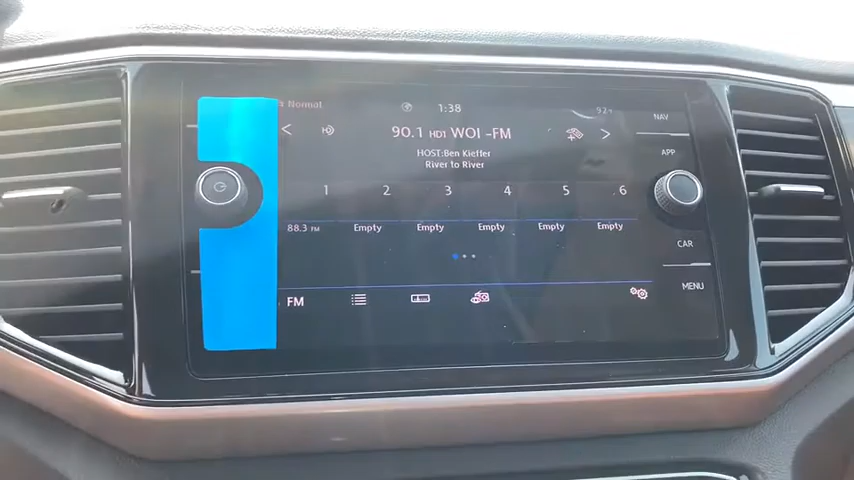 Normal
1:38
92
NAV
90.1 HD1 WOI -FM
APP
HOST:Ben Kieffer
River to River
1 2 3 4 5 6
88.3 FM Empty Empty Empty Empty Empty
CAR
MENU
FM